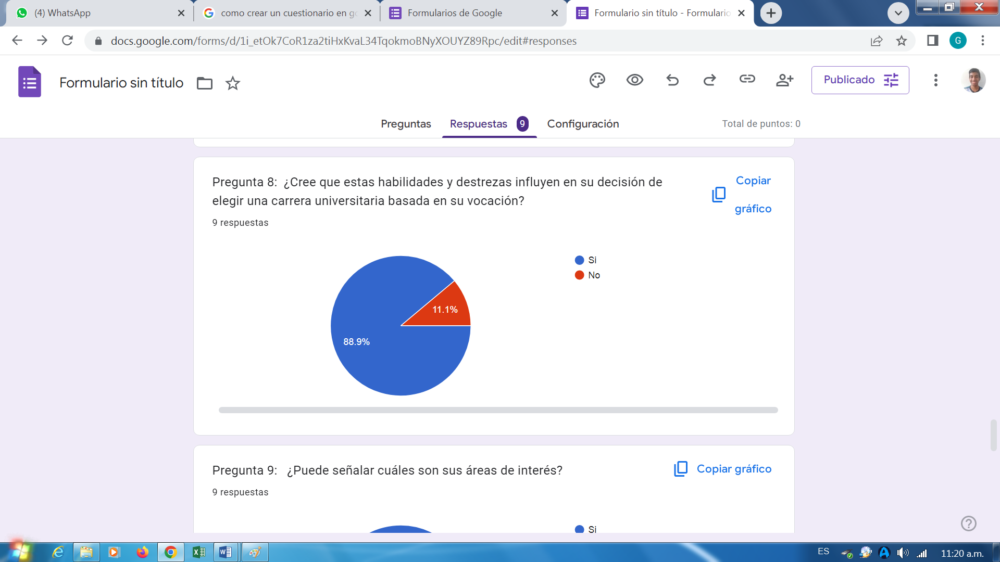 (4) WhatsApp
como crear un cuestionario en go
Formularios de Google
Formulario sin título - Formulario
docs.google.com/forms/d/1i_etOk7CoR1za2tiHxKvaL34TqokmoBNyXOUYZ89Rpc/edit#responses
G
Formulario sin título
Publicado
Preguntas
Respuestas 9
Configuración
Total de puntos: 0
Pregunta 8:  ¿Cree que estas habilidades y destrezas influyen en su decisión de
elegir una carrera universitaria basada en su vocación?
Copiar
gráfico
9 respuestas
Si
No
11.1%
88.9%
Pregunta 9:   ¿Puede señalar cuáles son sus áreas de interés?
Copiar gráfico
9 respuestas
Si
ES
11:20 a.m.